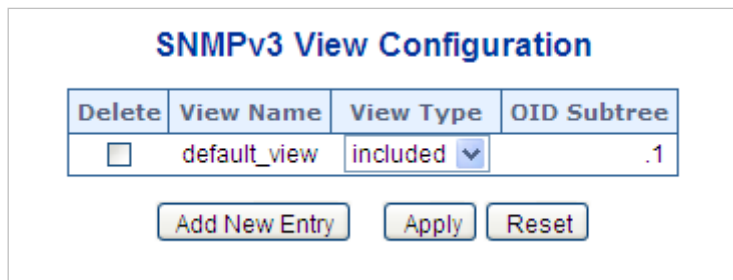 SNMPv3 View Configuration
Delete View Name View Type OID Subtree
default_view included .1
Add New Entry Apply Reset